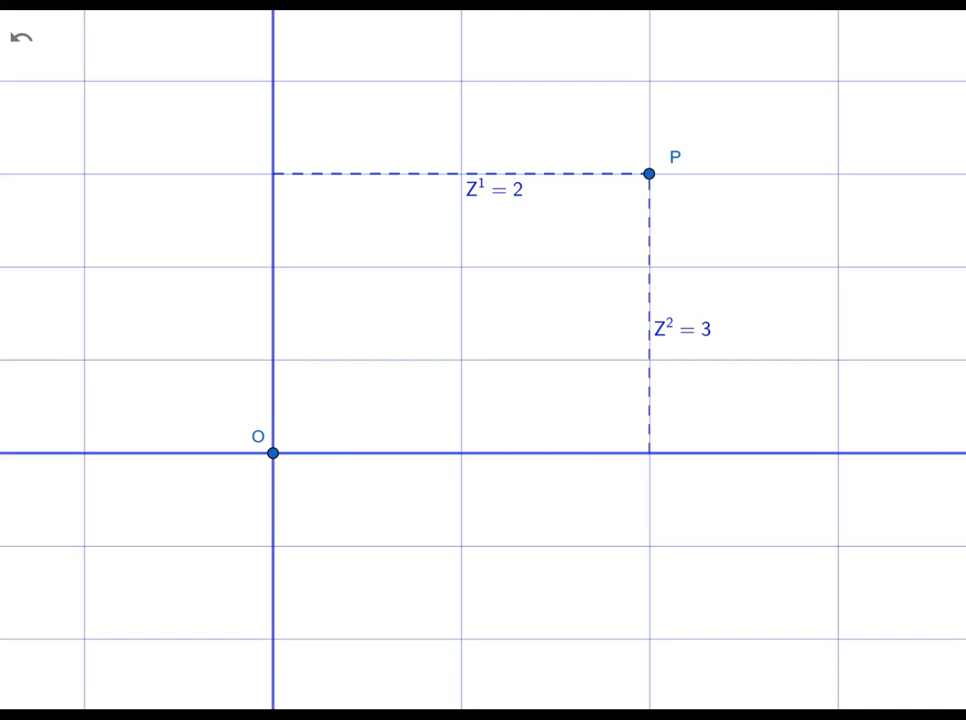 P
Z¹ = 2
Z² = 3
O